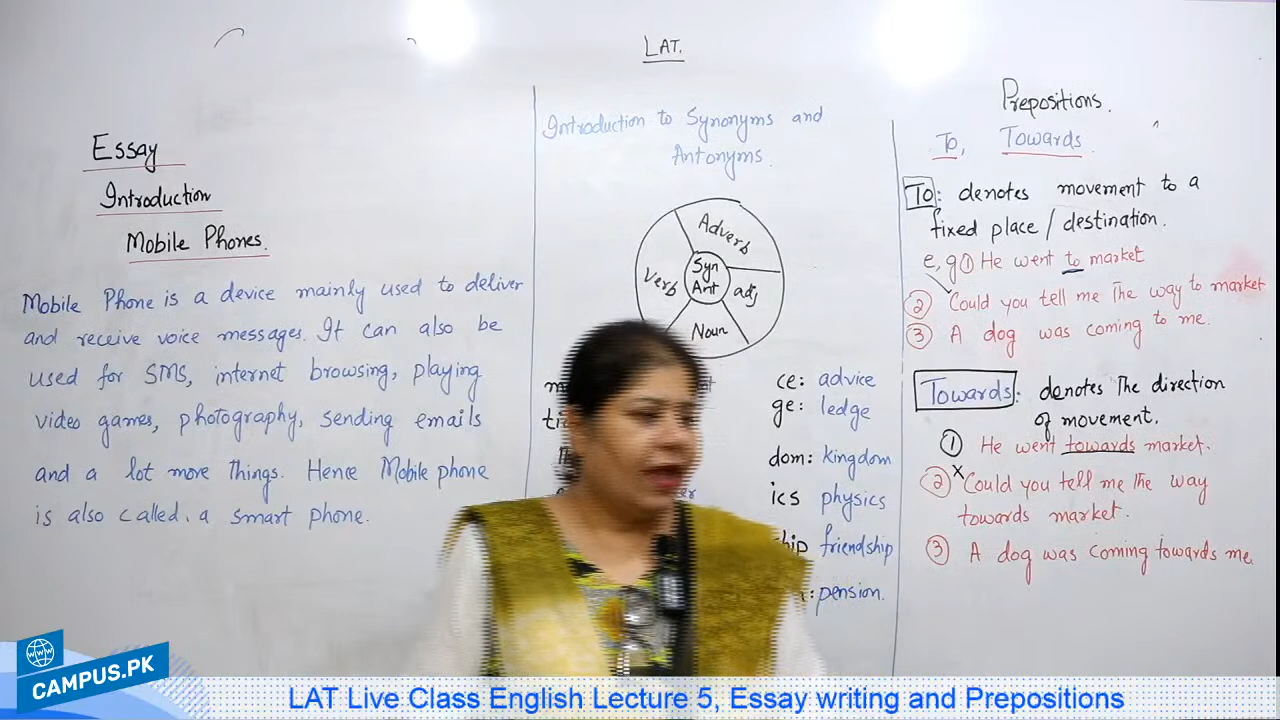 LAT.
Essay
Introduction
Mobile Phones.
Mobile Phone is a device mainly used to deliver
and receive voice messages. It can also be
used for SMS, internet browsing, playing
video games, photography, sending emails
and a lot more things. Hence Mobile phone
is also called. a smart phone.
Introduction to Synonyms and
Antonyms.
Adverb
Verb
Syn
Ant
adj
Noun
ce: advice
ge: ledge
dom: kingdom
ics physics
hip friendship
: pension.
Prepositions.
To, Towards.
To: denotes movement to a
fixed place / destination.
e,g ① He went to market
② Could you tell me The way to market
③ A dog was coming to me.
Towards: denotes The direction
of movement.
① He went towards market.
② x Could you tell me The way
towards market.
③ A dog was coming towards me
WWW
CAMPUS.PK
LAT Live Class English Lecture 5, Essay writing and Prepositions